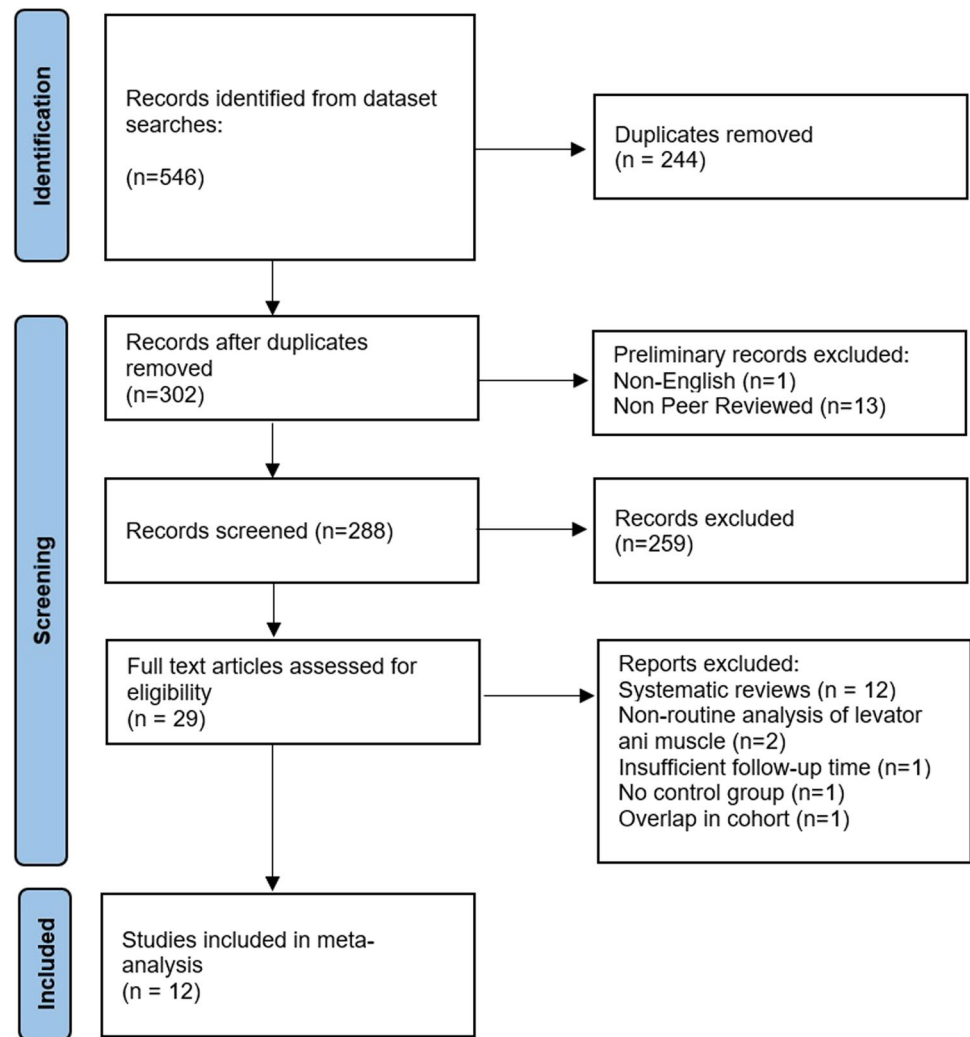 Identification
Records identified from dataset
searches:
(n=546)
Duplicates removed
(n = 244)
Screening
Records after duplicates
removed
(n=302)
Preliminary records excluded:
Non-English (n=1)
Non Peer Reviewed (n=13)
Records screened (n=288)
Records excluded
(n=259)
Full text articles assessed for
eligibility
(n = 29)
Reports excluded:
Systematic reviews (n = 12)
Non-routine analysis of levator
ani muscle (n=2)
Insufficient follow-up time (n=1)
No control group (n=1)
Overlap in cohort (n=1)
Included
Studies included in meta-
analysis
(n = 12)